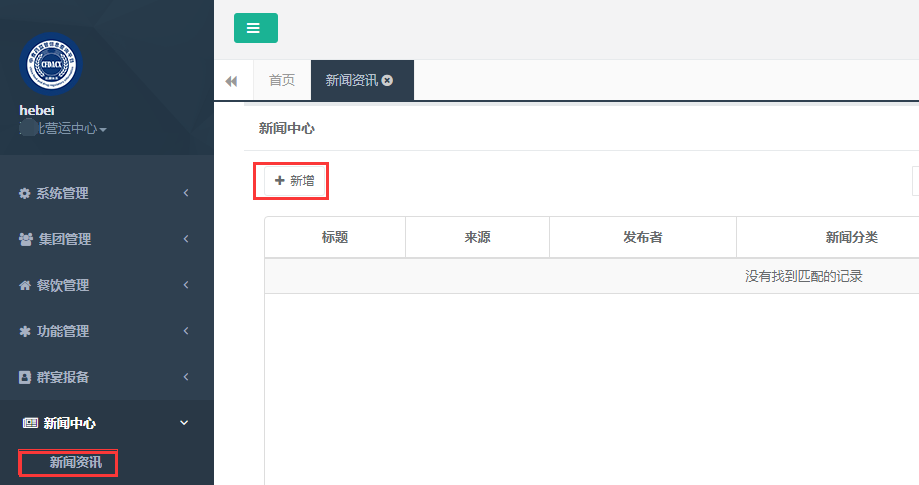 CFDACX
hebei
北营运中心
系统管理
集团管理
餐饮管理
功能管理
群宴报备
新闻中心
新闻资讯
首页
新闻资讯
新闻中心
新增
标题 来源 发布者 新闻分类
没有找到匹配的记录